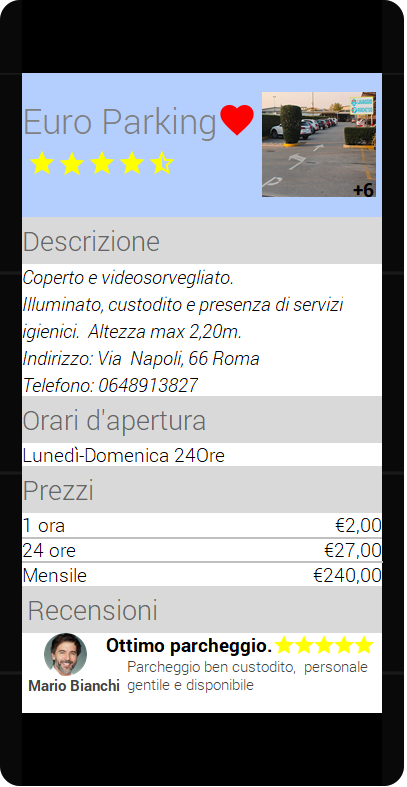 Euro Parking
+6
Descrizione
Coperto e videosorvegliato.
Illuminato, custodito e presenza di servizi
igienici. Altezza max 2,20m.
Indirizzo: Via Napoli, 66 Roma
Telefono: 0648913827
Orari d'apertura
Lunedì-Domenica 24Ore
Prezzi
1 ora €2,00
24 ore €27,00
Mensile €240,00
Recensioni
Ottimo parcheggio.
Parcheggio ben custodito, personale
gentile e disponibile
Mario Bianchi